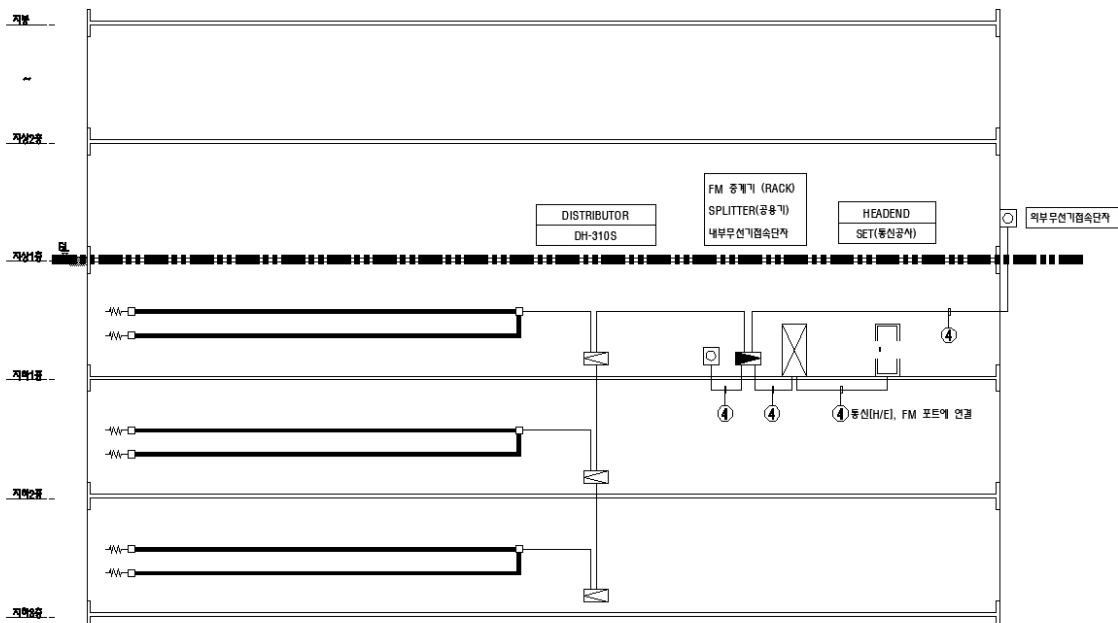 지붕
~
지상2층
FM 중계기 (RACK)
SPLITTER(공용기)
내부무선기접속단자
DISTRIBUTOR
DH-310S
HEADEND
SET(통신공사)
외부무선기접속단자
지상1층
4
지하1층
4
4
4
통신[H/E], FM 포트에 연결
지하2층
지하3층